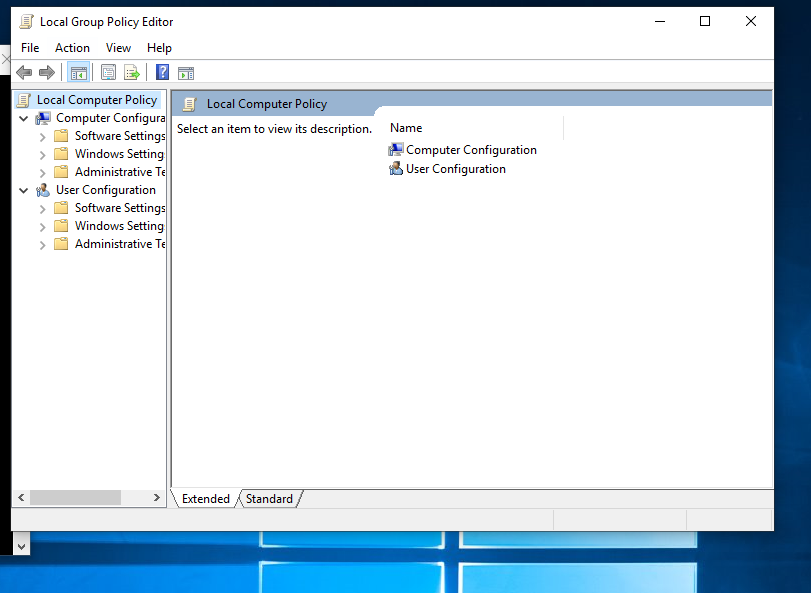 Local Group Policy Editor
File Action View Help
Local Computer Policy
Computer Configura
Software Settings
Windows Setting
Administrative Te
User Configuration
Software Settings
Windows Setting
Administrative Te
Local Computer Policy
Select an item to view its description.
Name
Computer Configuration
User Configuration
Extended Standard